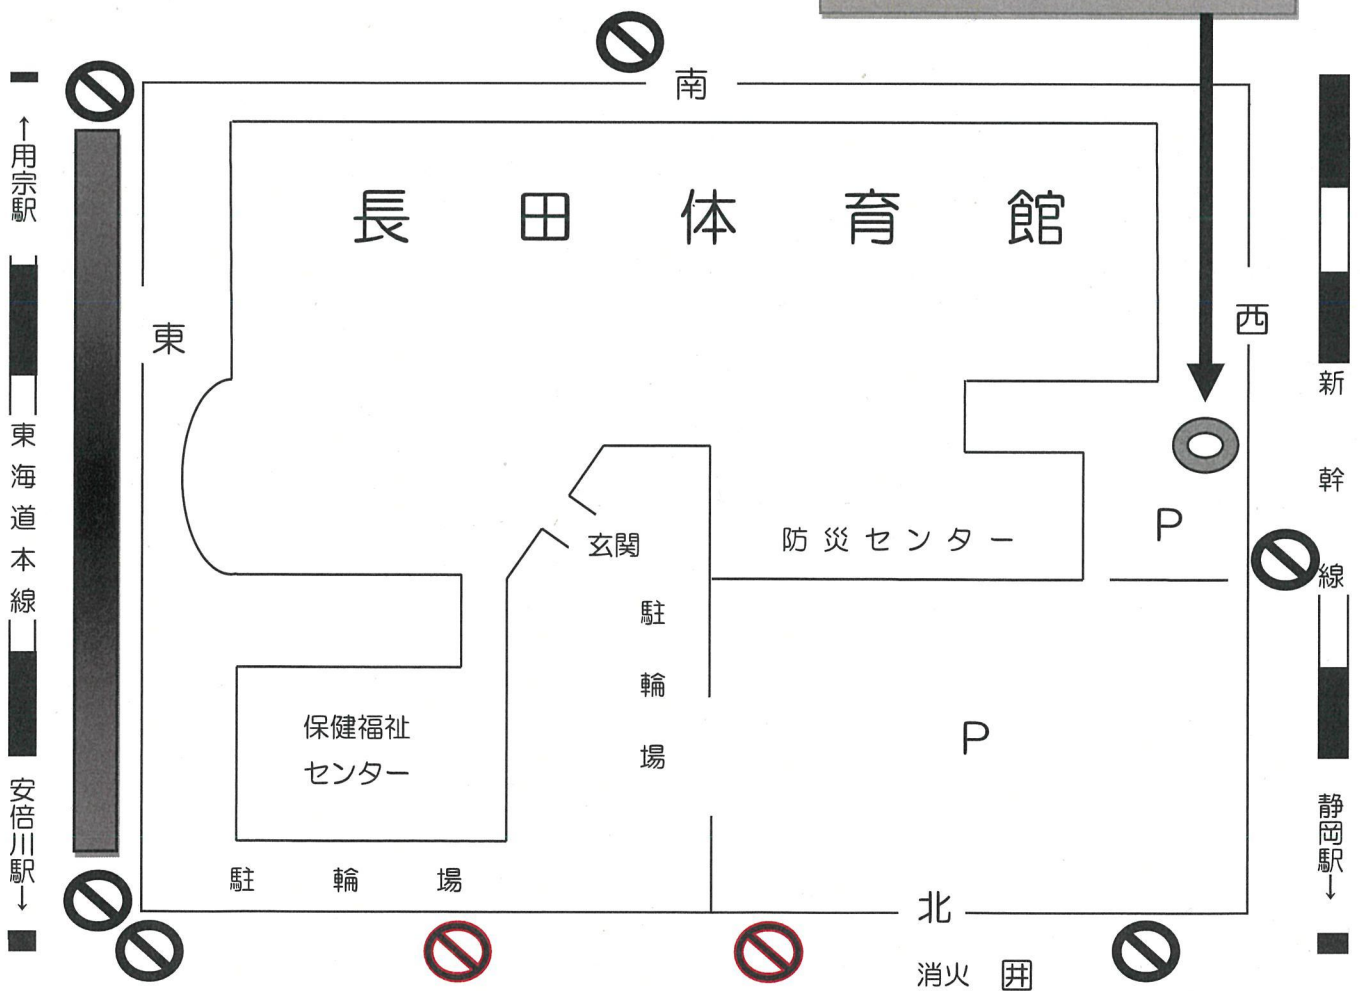 南
←用宗駅
長田体育館
西
東
新幹線
東海道本線
玄関
防災センター
P
駐輪場
保健福祉
センター
P
安倍川駅→
静岡駅→
駐輪場
北
消火 井